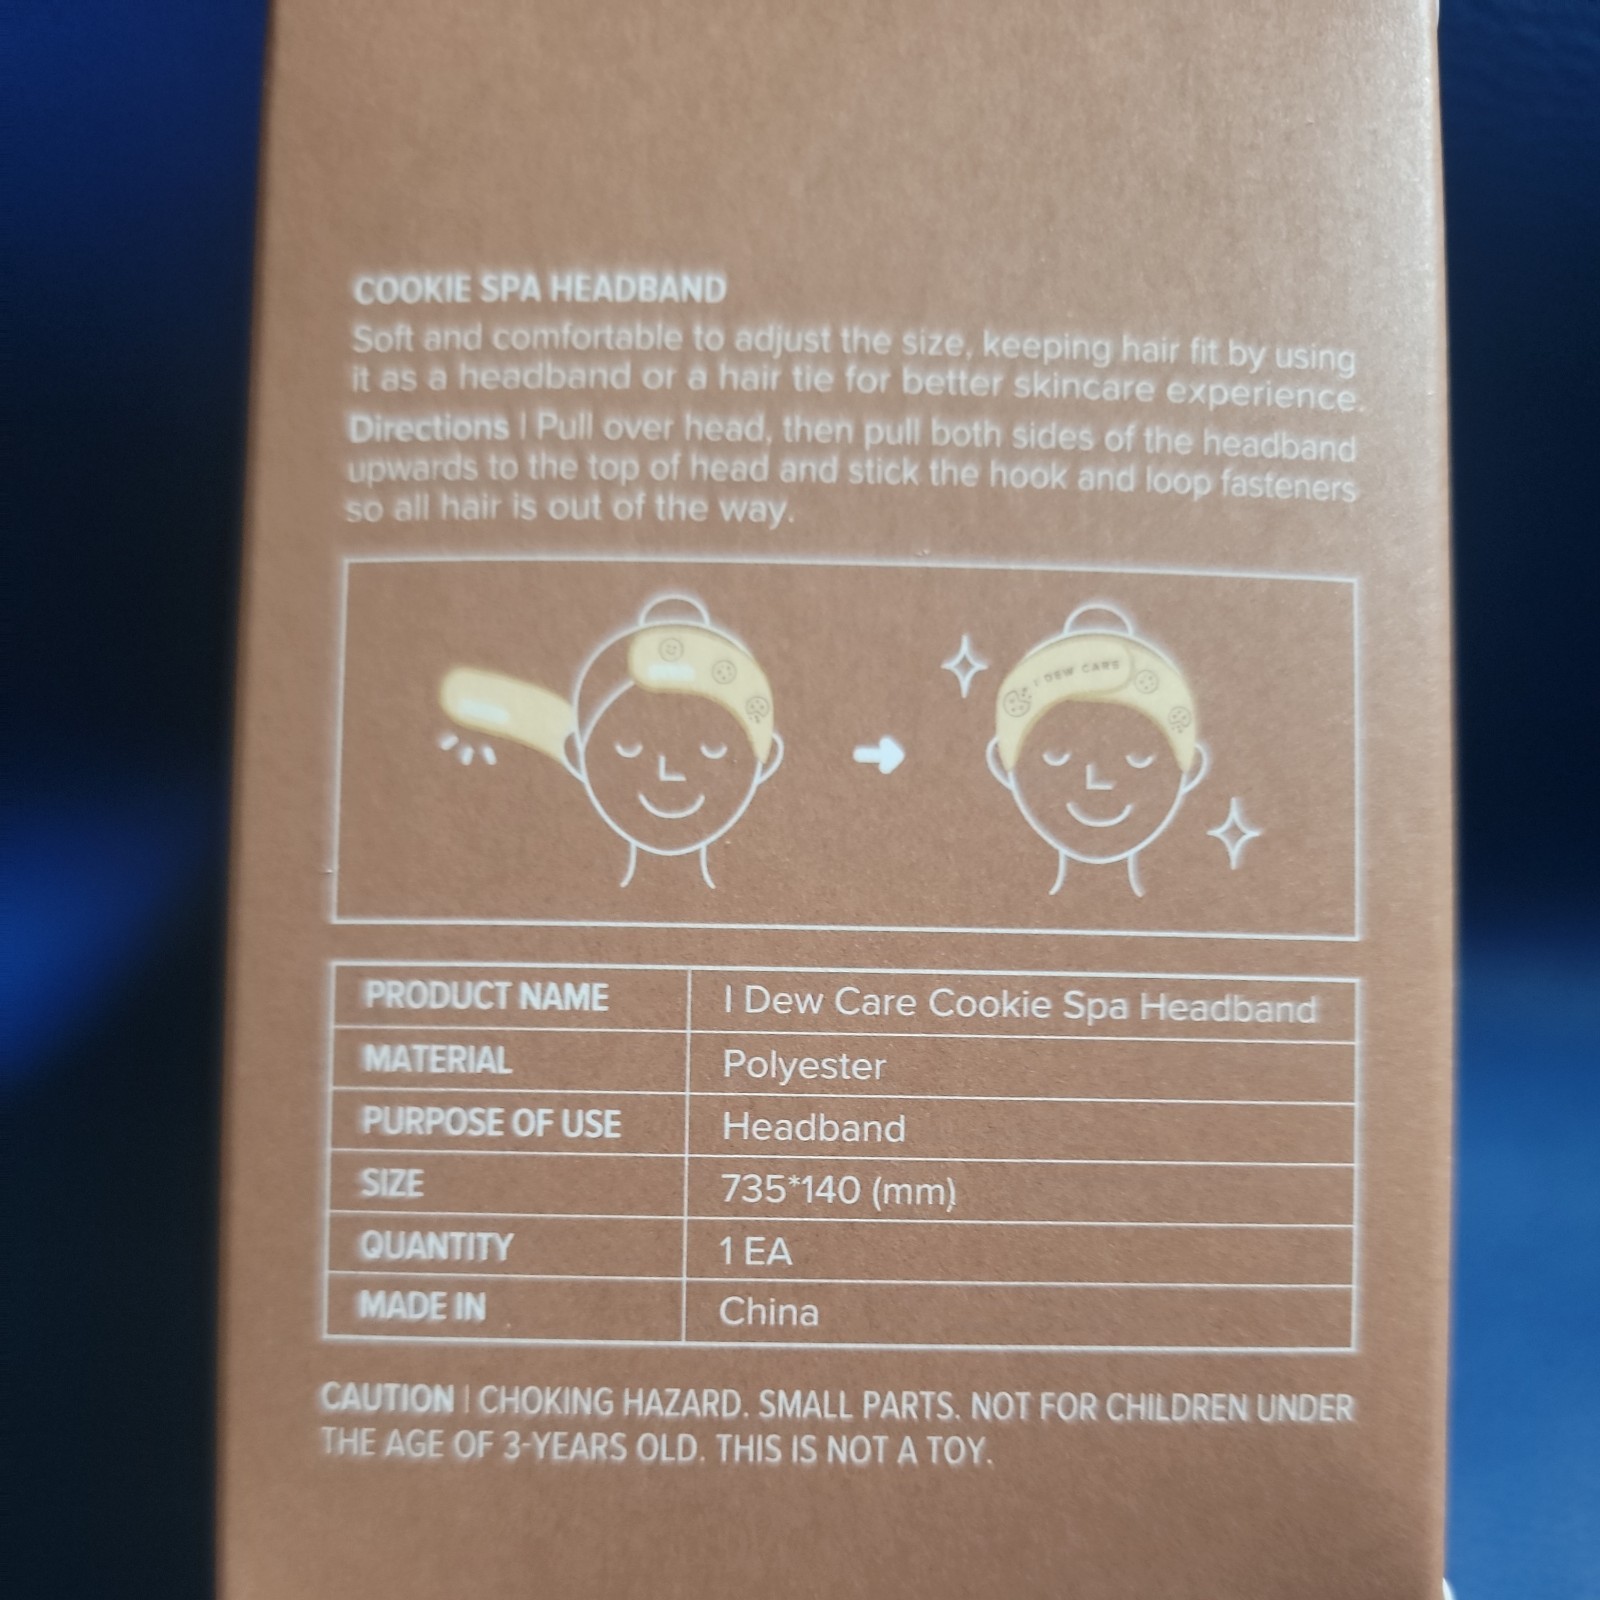 COOKIE SPA HEADBAND
Soft and comfortable to adjust the size, keeping hair fit by using
it as a headband or a hair tie for better skincare experience.
Directions | Pull over head, then pull both sides of the headband
upwards to the top of head and stick the hook and loop fasteners
so all hair is out of the way.
I DEW CARE
PRODUCT NAME I Dew Care Cookie Spa Headband
MATERIAL Polyester
PURPOSE OF USE Headband
SIZE 735*140 (mm)
QUANTITY 1 EA
MADE IN China
CAUTION | CHOKING HAZARD. SMALL PARTS. NOT FOR CHILDREN UNDER
THE AGE OF 3-YEARS OLD. THIS IS NOT A TOY.